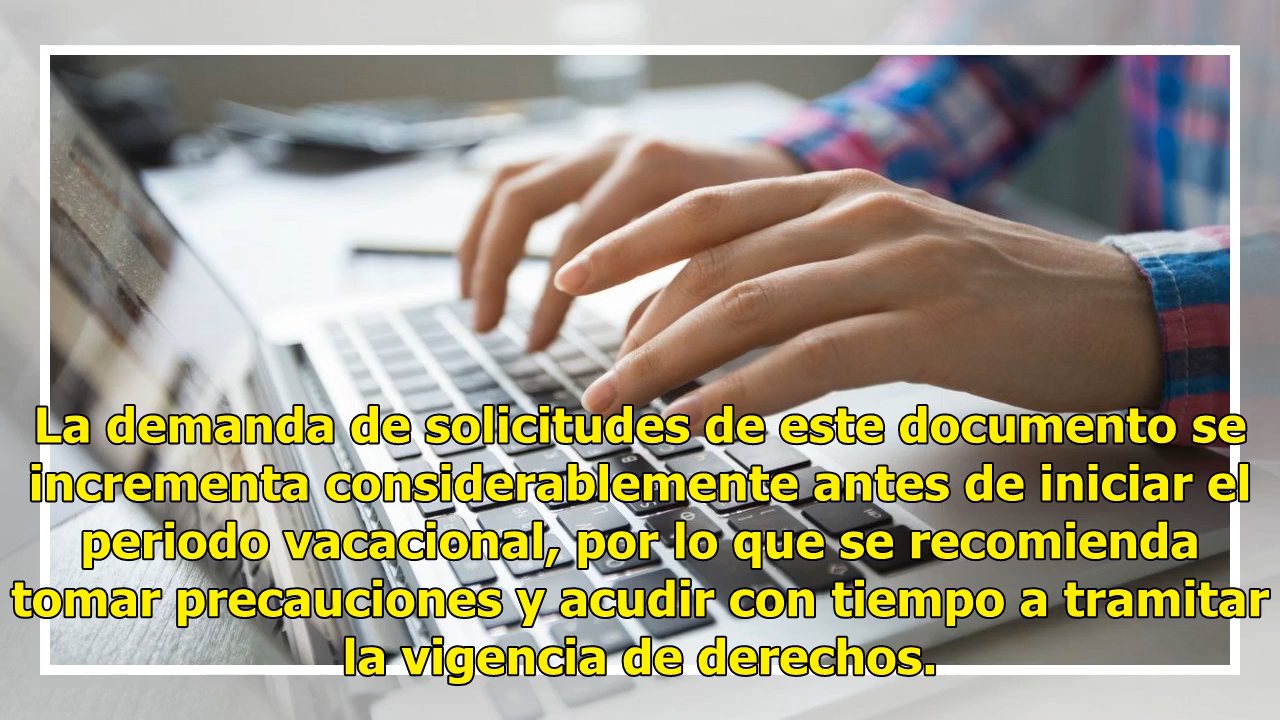 La demanda de solicitudes de este documento se
incrementa considerablemente antes de iniciar el
periodo vacacional, por lo que se recomienda
tomar precauciones y acudir con tiempo a tramitar
la vigencia de derechos.